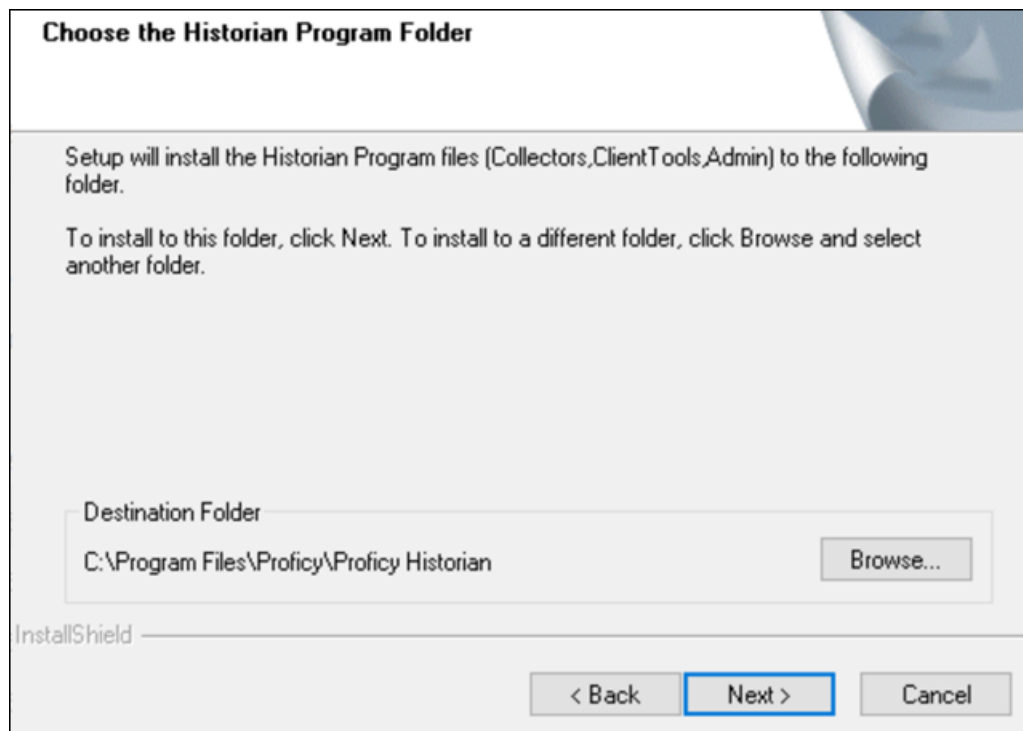 Choose the Historian Program Folder
Setup will install the Historian Program files (Collectors,ClientTools,Admin) to the following
folder.
To install to this folder, click Next. To install to a different folder, click Browse and select
another folder.
Destination Folder
C:\Program Files\Proficy\Proficy Historian
Browse...
InstallShield
< Back
Next >
Cancel